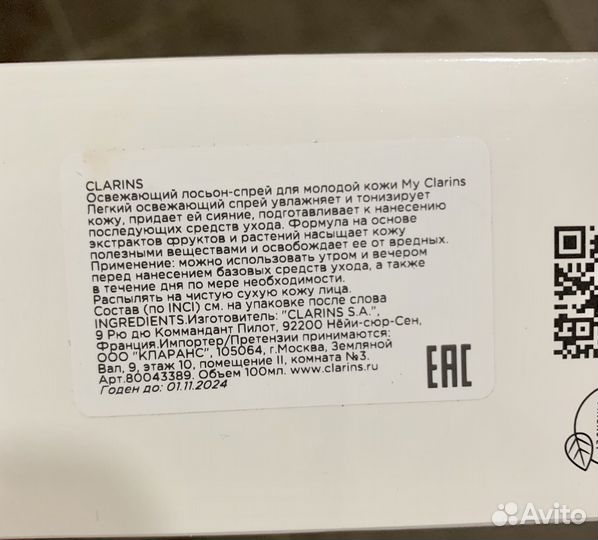 CLARINS
Освежающий лосьон-спрей для молодой кожи My Clarins
Легкий освежающий спрей увлажняет и тонизирует
кожу, придает ей сияние, подготавливает к нанесению
последующих средств ухода. Формула на основе
экстрактов фруктов и растений насыщает кожу
полезными веществами и освобождает ее от вредных.
Применение: можно использовать утром и вечером
перед нанесением базовых средств ухода, а также
в течение дня по мере необходимости.
Распылять на чистую сухую кожу лица.
Состав (по INCI) см. на упаковке после слова
INGREDIENTS.Изготовитель: "CLARINS S.A.",
9 Рю дю Коммандант Пилот, 92200 Нёйи-сюр-Сен,
Франция.Импортер/Претензии принимаются:
ООО "КЛАРАНС", 105064, г.Москва, Земляной
Вал, 9, этаж 10, помещение II, комната №3.
Арт.80043389. Объем 100мл. www.clarins.ru
Годен до: 01.11.2024
EAC
Avito